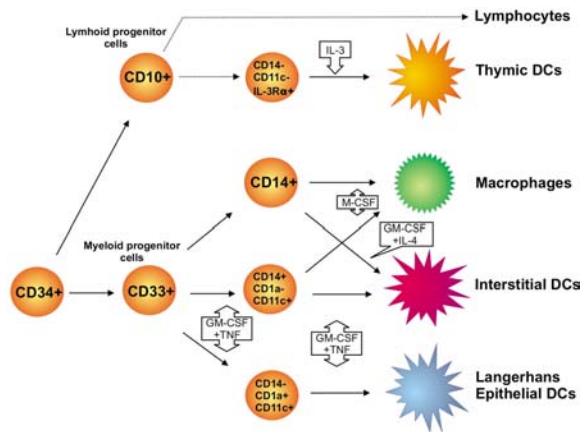 Lymhoid progenitor
cells
Lymphocytes
CD10+
CD14-
CD11c-
IL-3Rα+
IL-3
Thymic DCs
CD14+
M-CSF
Macrophages
GM-CSF
+IL-4
Myeloid progenitor
cells
CD34+
CD33+
CD14+
CD1a-
CD11c+
Interstitial DCs
GM-CSF
+TNF
GM-CSF
+TNF
CD14-
CD1a+
CD11c+
Langerhans
Epithelial DCs